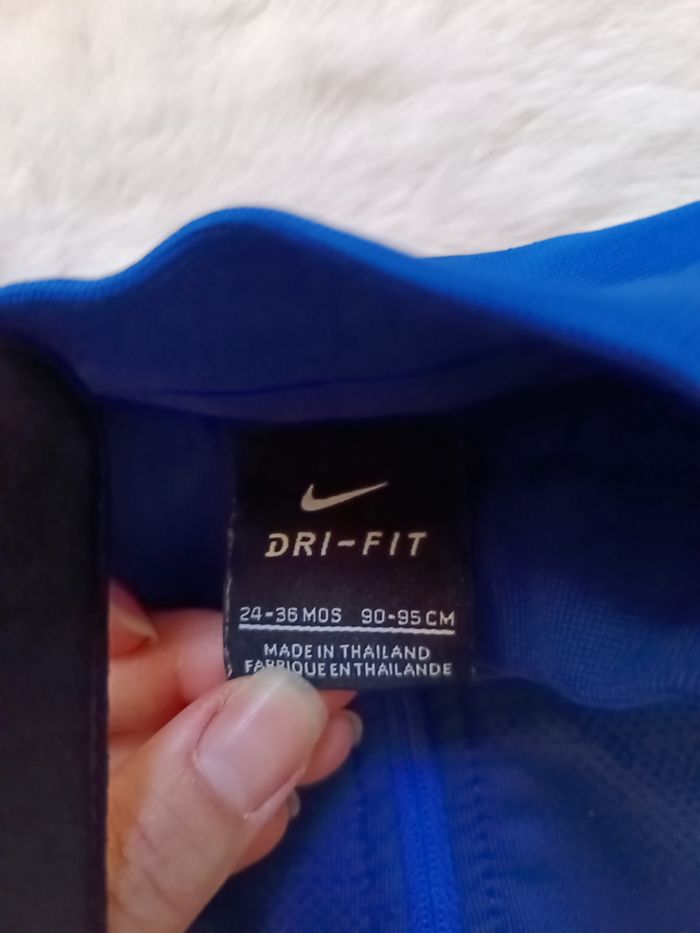 DRI-FIT
24-36 MOS 90-95 CM
MADE IN THAILAND
FABRIQUE EN THAILANDE